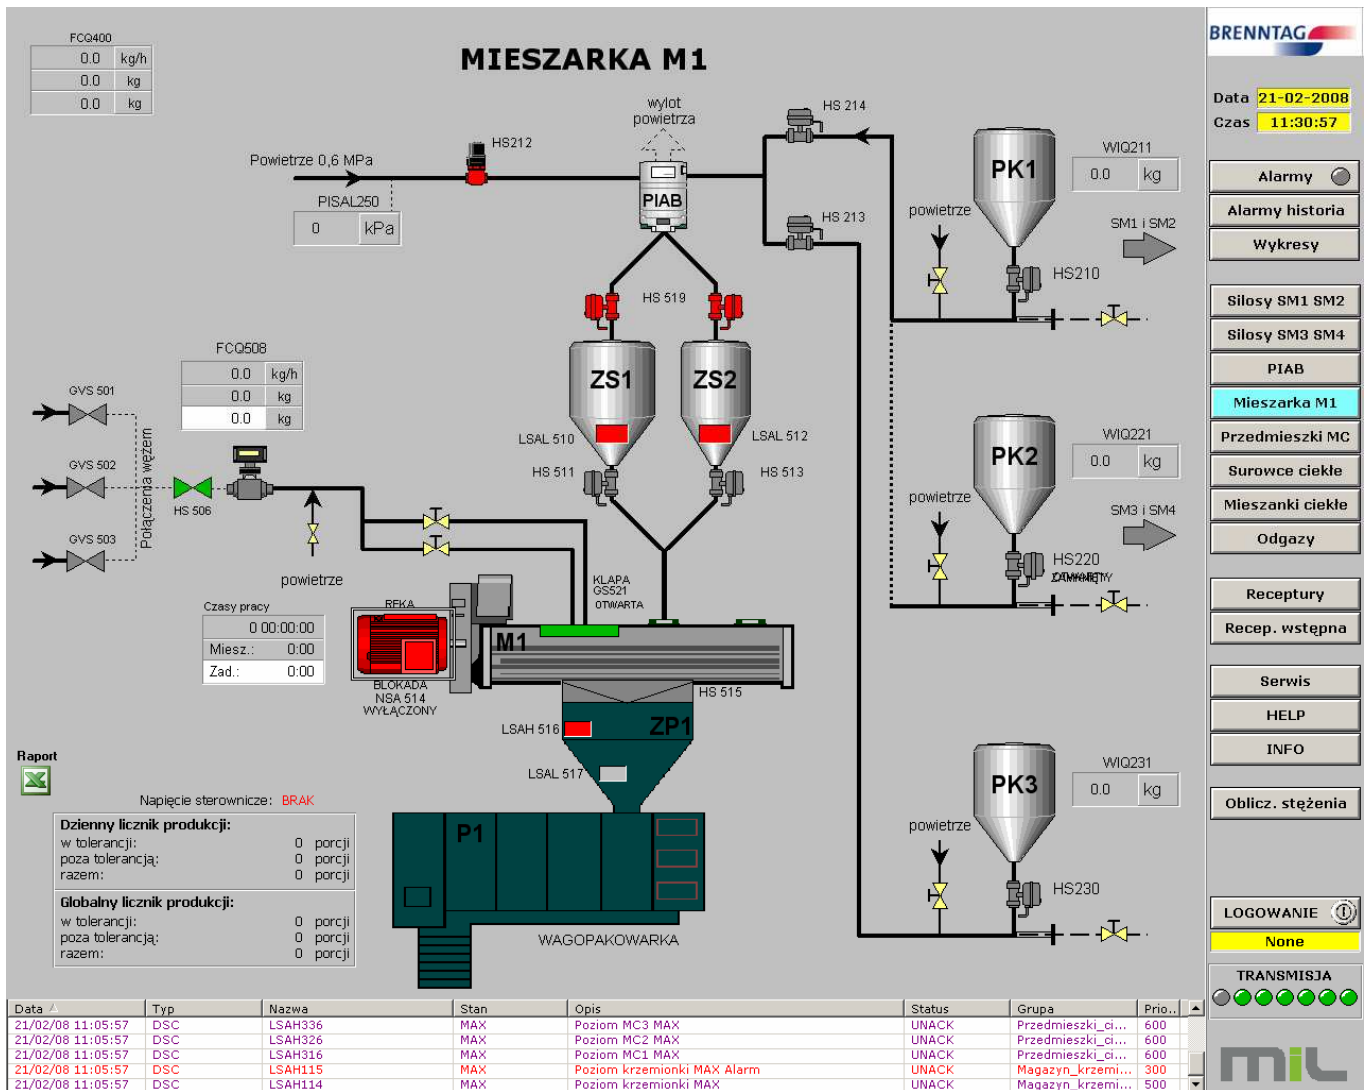 FCQ400
0.0 kg/h
0.0 kg
0.0 kg
MIESZARKA M1
BRENNTAG
Data 21-02-2008
Czas 11:30:57
wylot
powietrza
HS 214
HS212
Powietrze 0,6 MPa
PISAL250
0 kPa
PIAB
HS 213
PK1
WIQ211
0.0 kg
powietrze
SM1 i SM2
HS210
Alarmy
Alarmy historia
Wykresy
Silosy SM1 SM2
Silosy SM3 SM4
PIAB
Mieszarka M1
Przedmieszki MC
Surowce ciekłe
Mieszanki ciekłe
Odgazy
Receptury
Recep. wstępna
Serwis
HELP
INFO
Oblicz. stężenia
LOGOWANIE
None
TRANSMISJA
HS 519
FCQ508
0.0 kg/h
0.0 kg
0.0 kg
GVS 501
GVS 502
GVS 503
Połączenia wężem
HS 506
ZS1
ZS2
LSAL 510
LSAL 512
HS 511
HS 513
PK2
WIQ221
0.0 kg
powietrze
SM3 i SM4
HS220
powietrze
KLAPA
GS521
OTWARTA
Czasy pracy
0 00:00:00
Miesz.: 0:00
Zad.: 0:00
RĘKA
M1
BLOKADA
NSA 514
WYŁĄCZONY
HS 515
LSAH 516
ZP1
LSAL 517
PK3
WIQ231
0.0 kg
powietrze
HS230
Raport
Napięcie sterownicze: BRAK
Dzienny licznik produkcji:
w tolerancji: 0 porcji
poza tolerancją: 0 porcji
razem: 0 porcji
Globalny licznik produkcji:
w tolerancji: 0 porcji
poza tolerancją: 0 porcji
razem: 0 porcji
P1
WAGOPAKOWARKA
Data Typ Nazwa Stan Opis Status Grupa Prio..
21/02/08 11:05:57 DSC LSAH336 MAX Poziom MC3 MAX UNACK Przedmieszki_ci... 600
21/02/08 11:05:57 DSC LSAH326 MAX Poziom MC2 MAX UNACK Przedmieszki_ci... 600
21/02/08 11:05:57 DSC LSAH316 MAX Poziom MC1 MAX UNACK Przedmieszki_ci... 600
21/02/08 11:05:57 DSC LSAH115 MAX Poziom krzemionki MAX Alarm UNACK Magazyn_krzemi... 300
21/02/08 11:05:57 DSC LSAH114 MAX Poziom krzemionki MAX UNACK Magazyn_krzemi... 500
mil